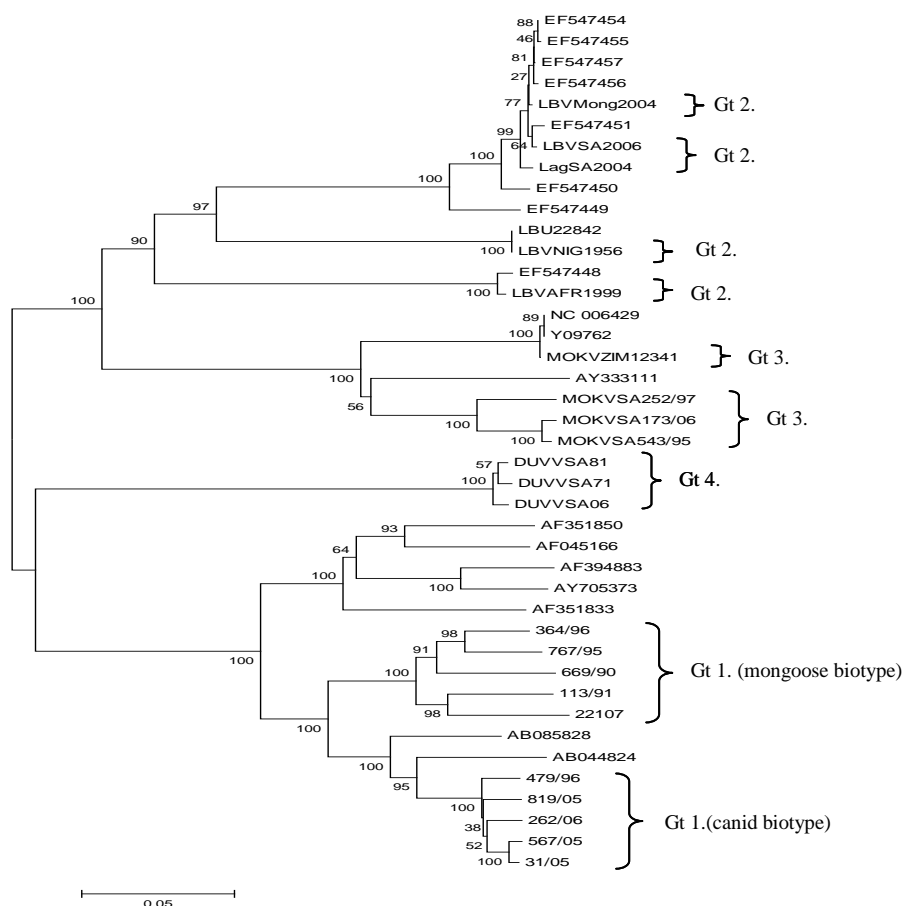 88 EF547454
46 EF547455
81 EF547457
27 EF547456
77 LBVMong2004 Gt 2.
EF547451
99 64 LBVSA2006 Gt 2.
100 LagSA2004
100 EF547450
97 EF547449
LBU22842
90 100 LBVNIG1956 Gt 2.
EF547448
100 100 LBVAFR1999 Gt 2.
89 NC 006429
100 Y09762
MOKVZIM12341 Gt 3.
100 AY333111
56 MOKVSA252/97
100 MOKVSA173/06 Gt 3.
100 MOKVSA543/95
57 DUVVSA81
100 DUVVSA71 Gt 4.
DUVVSA06
93 AF351850
64 AF045166
100 AF394883
100 AY705373
AF351833
98 364/96
91 767/95
100 100 669/90 Gt 1. (mongoose biotype)
113/91
98 22107
100 AB085828
100 AB044824
95 479/96
100 819/05
38 262/06 Gt 1.(canid biotype)
52 567/05
100 31/05
0.05